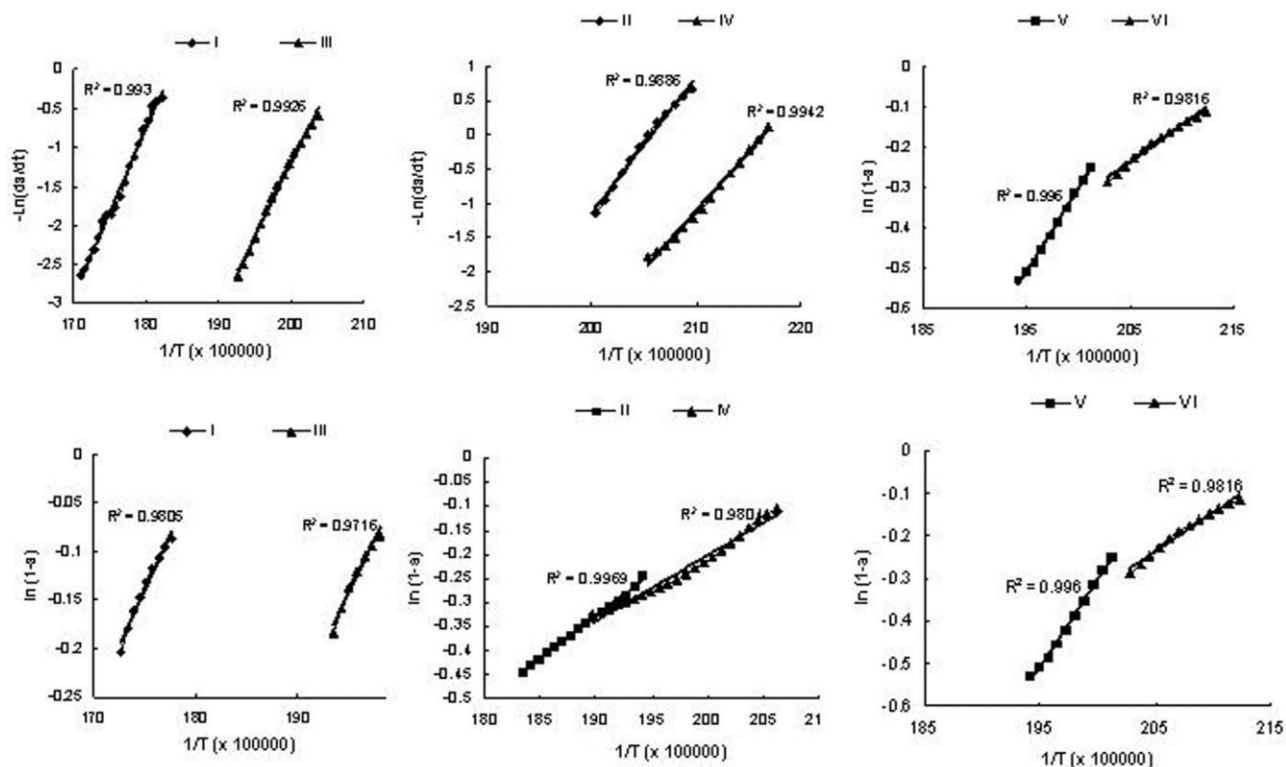 I III
R² = 0.993
R² = 0.9926
0
-0.5
-1
-1.5
-2
-2.5
-3
170 180 190 200 210
-Ln(da/dt)
1/T (x 100000)
II IV
R² = 0.9886
R² = 0.9942
1
0.5
0
-0.5
-1
-1.5
-2
-2.5
190 200 210 220
-Ln(da/dt)
1/T (x 100000)
V VI
R² = 0.9816
R² = 0.996
0
-0.1
-0.2
-0.3
-0.4
-0.5
-0.6
185 195 205 215
ln (1-a)
1/T (x 100000)
I III
R² = 0.9805
R² = 0.9716
0
-0.05
-0.1
-0.15
-0.2
-0.25
170 180 190
ln (1-a)
1/T (x 100000)
II IV
R² = 0.980
R² = 0.9969
0
-0.05
-0.1
-0.15
-0.2
-0.25
-0.3
-0.35
-0.4
-0.45
-0.5
180 185 190 195 200 205 21
ln (1-a)
1/T (x 100000)
V VI
R² = 0.9816
R² = 0.996
0
-0.1
-0.2
-0.3
-0.4
-0.5
-0.6
185 195 205 215
ln (1-a)
1/T (x 100000)